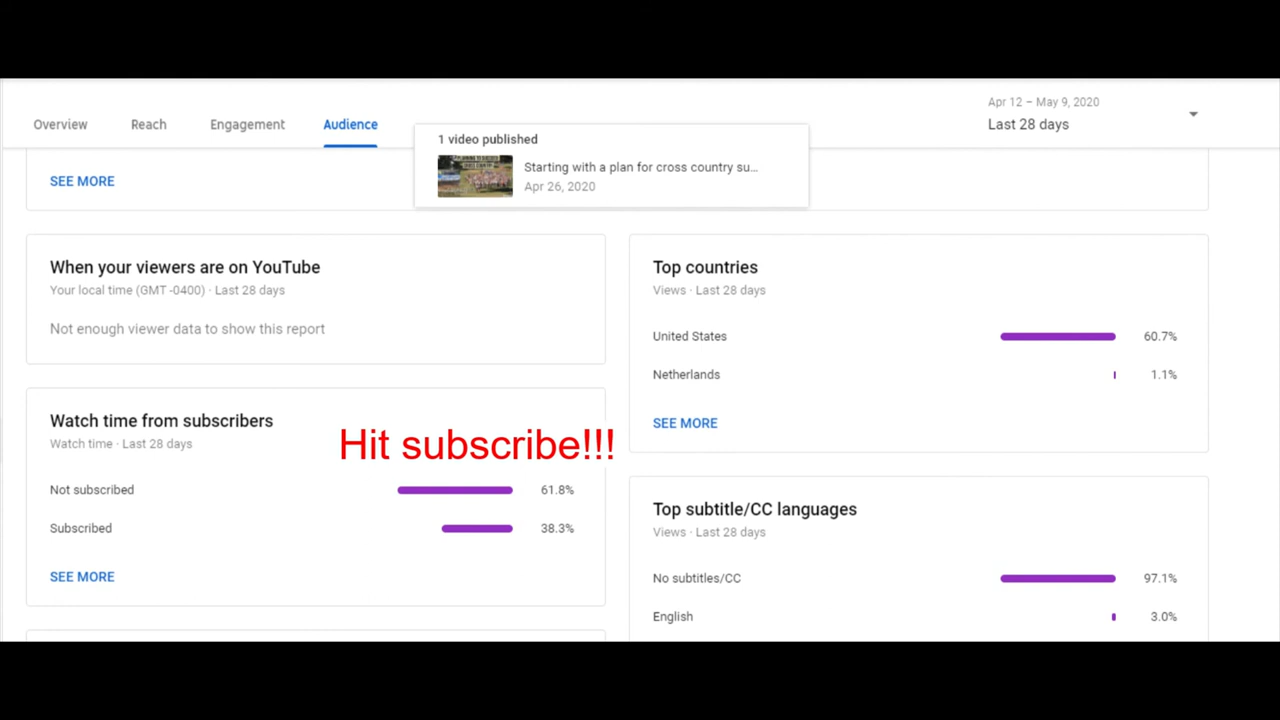 Overview
Reach
Engagement
Audience
1 video published
Starting with a plan for cross country su...
Apr 26, 2020
Apr 12 – May 9, 2020
Last 28 days
SEE MORE
When your viewers are on YouTube
Your local time (GMT -0400) · Last 28 days
Not enough viewer data to show this report
Watch time from subscribers
Watch time · Last 28 days
Hit subscribe!!!
Not subscribed 61.8%
Subscribed 38.3%
SEE MORE
Top countries
Views · Last 28 days
United States 60.7%
Netherlands 1.1%
SEE MORE
Top subtitle/CC languages
Views · Last 28 days
No subtitles/CC 97.1%
English 3.0%